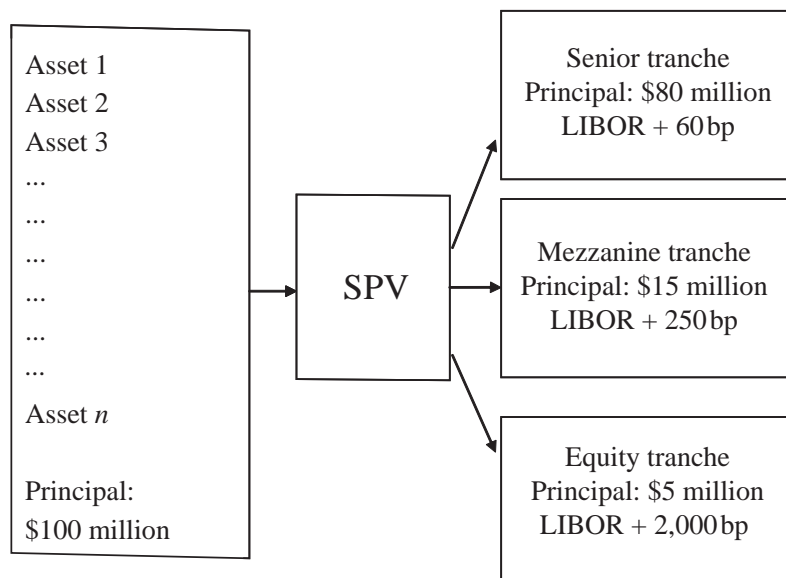 Asset 1
Asset 2
Asset 3
...
...
...
...
...
...
Asset n
Principal:
$100 million
SPV
Senior tranche
Principal: $80 million
LIBOR + 60 bp
Mezzanine tranche
Principal: $15 million
LIBOR + 250 bp
Equity tranche
Principal: $5 million
LIBOR + 2,000 bp